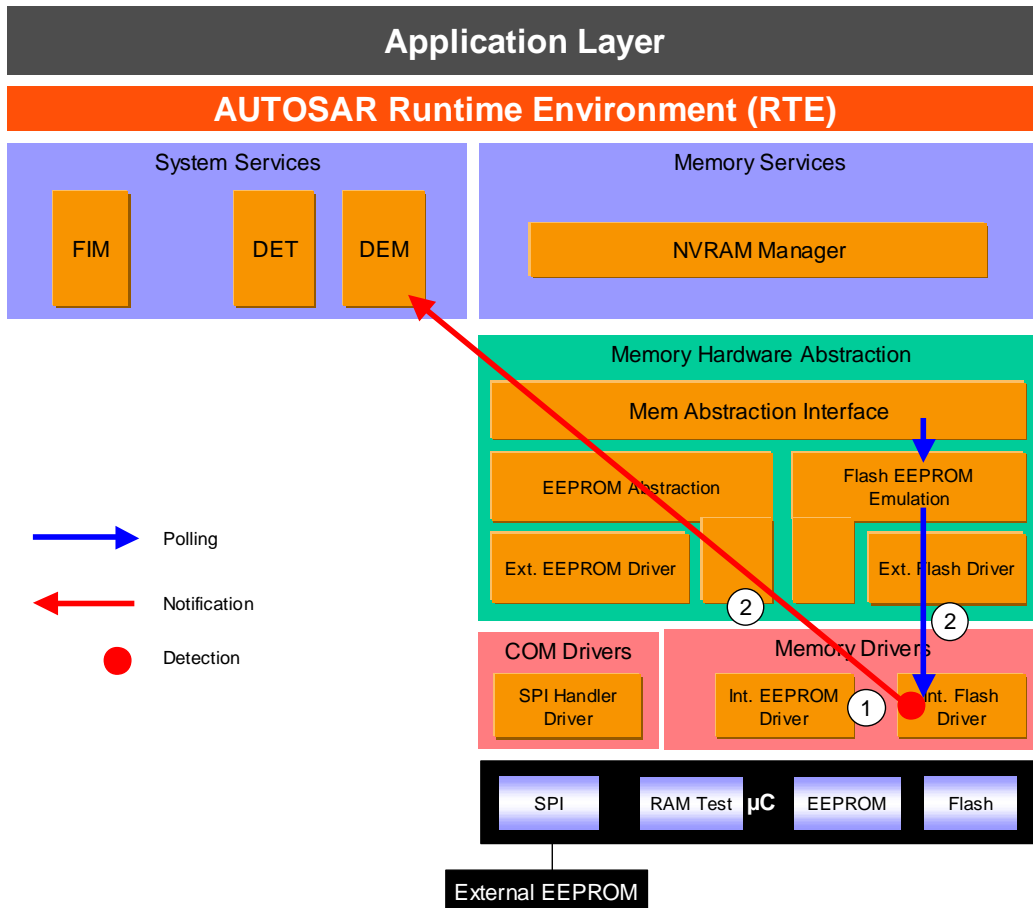 Application Layer
AUTOSAR Runtime Environment (RTE)
System Services
Memory Services
FIM
DET
DEM
NVRAM Manager
Memory Hardware Abstraction
Mem Abstraction Interface
EEPROM Abstraction
Flash EEPROM
Emulation
Ext. EEPROM Driver
Ext. Flash Driver
Polling
Notification
Detection
2
2
COM Drivers
Memory Drivers
SPI Handler
Driver
Int. EEPROM
Driver
1
Int. Flash
Driver
SPI
RAM Test
µC
EEPROM
Flash
External EEPROM